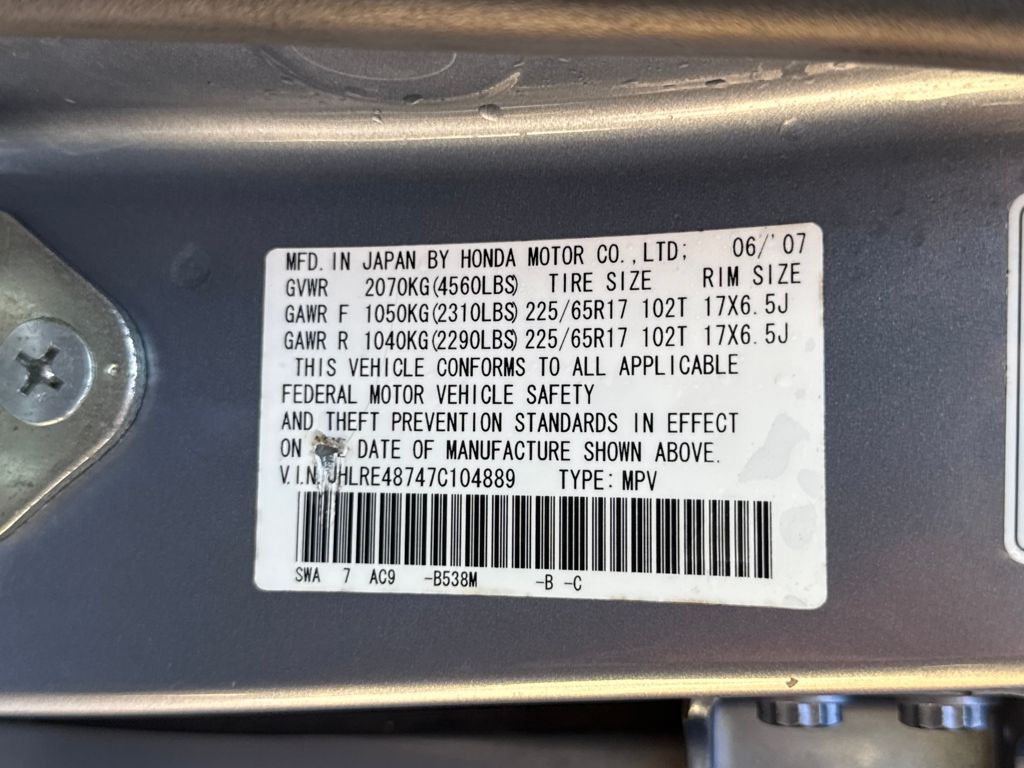 MFD. IN JAPAN BY HONDA MOTOR CO.,LTD; 06/'07
GVWR 2070KG(4560LBS) TIRE SIZE RIM SIZE
GAWR F 1050KG(2310LBS) 225/65R17 102T 17X6.5J
GAWR R 1040KG(2290LBS) 225/65R17 102T 17X6.5J
THIS VEHICLE CONFORMS TO ALL APPLICABLE
FEDERAL MOTOR VEHICLE SAFETY
AND THEFT PREVENTION STANDARDS IN EFFECT
ON DATE OF MANUFACTURE SHOWN ABOVE.
V.I.N. JHLRE48747C104889 TYPE: MPV
SWA 7 AC9 -B538M -B -C